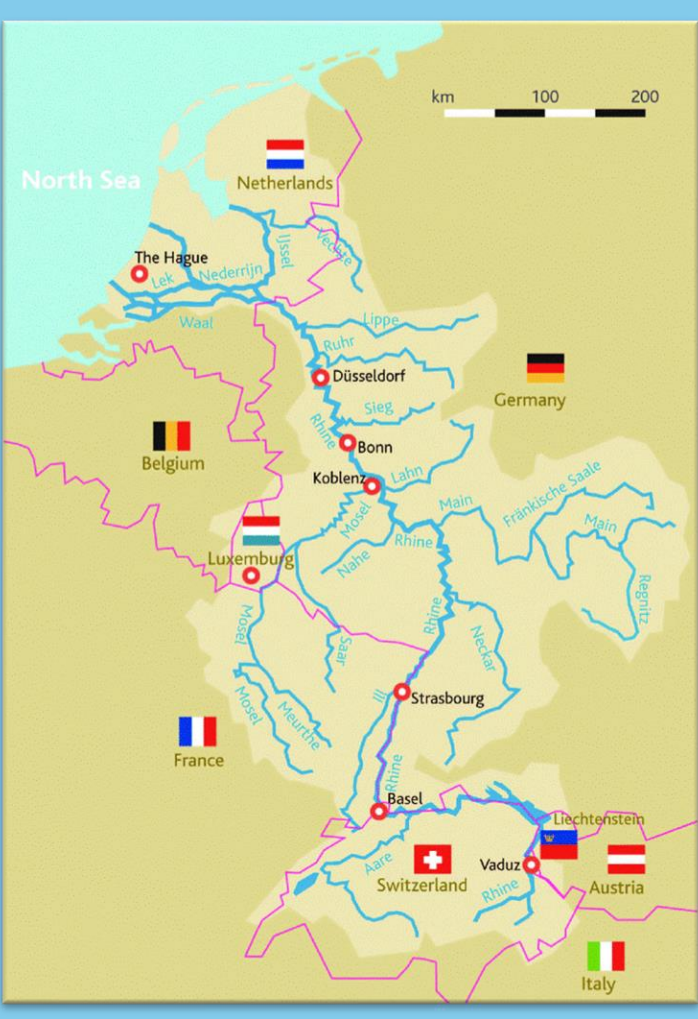 km 100 200
North Sea
Netherlands
The Hague
IJssel
Vechte
Lek
Nederrijn
Waal
Lippe
Ruhr
Düsseldorf
Germany
Sieg
Rhine
Bonn
Belgium
Koblenz
Lahn
Mosel
Main
Fränkische Saale
Main
Rhine
Nahe
Luxemburg
Regnitz
Rhine
Mosel
Saar
Neckar
Ill
Strasbourg
Mosel
Meurthe
France
Rhine
Basel
Liechtenstein
Aare
Switzerland
Vaduz
Rhine
Austria
Italy